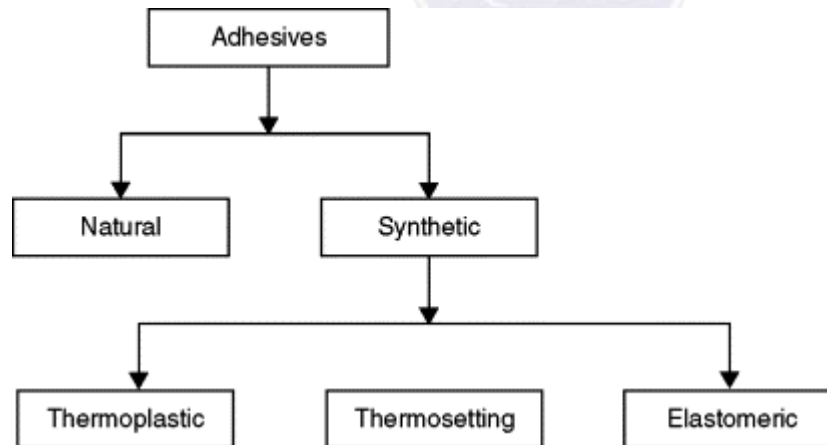 Adhesives
Natural
Synthetic
Thermoplastic
Thermosetting
Elastomeric